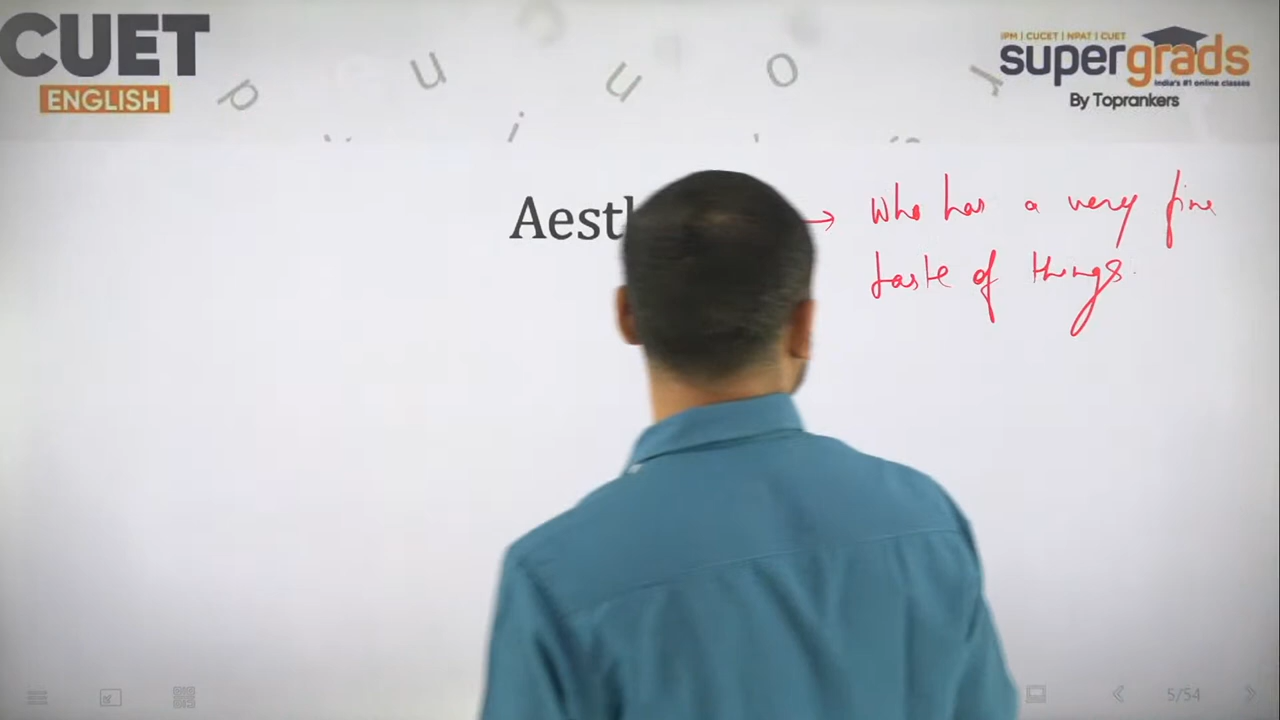 CUET
ENGLISH
IPM | CUCET | NPAT | CUET
supergrads
India's #1 online classes
By Toprankers
p u i u o r
Aest
→ who has a very fine
taste of things.
5/54